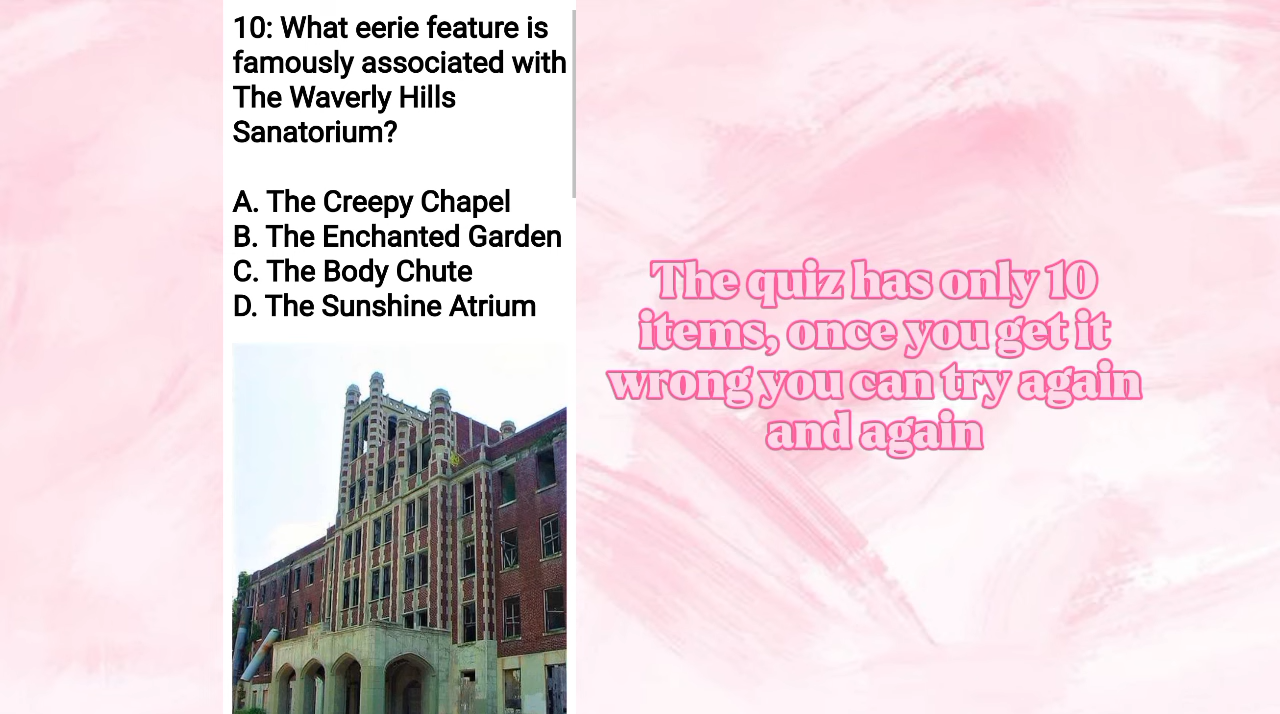 10: What eerie feature is
famously associated with
The Waverly Hills
Sanatorium?
A. The Creepy Chapel
B. The Enchanted Garden
C. The Body Chute
D. The Sunshine Atrium
The quiz has only 10
items, once you get it
wrong you can try again
and again